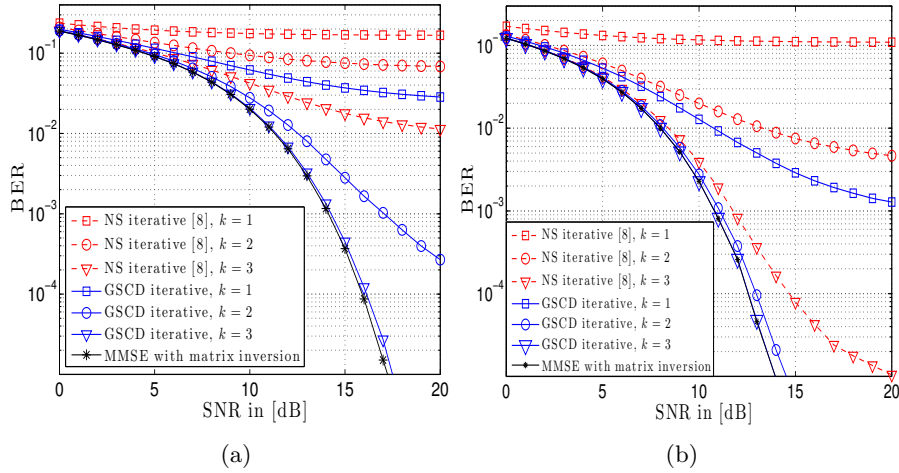 10^{-1}
10^{-2}
10^{-3}
10^{-4}
BER
NS iterative [8], k = 1
NS iterative [8], k = 2
NS iterative [8], k = 3
GSCD iterative, k = 1
GSCD iterative, k = 2
GSCD iterative, k = 3
MMSE with matrix inversion
0 5 10 15 20
SNR in [dB]
(a)
10^{-1}
10^{-2}
10^{-3}
10^{-4}
BER
NS iterative [8], k = 1
NS iterative [8], k = 2
NS iterative [8], k = 3
GSCD iterative, k = 1
GSCD iterative, k = 2
GSCD iterative, k = 3
MMSE with matrix inversion
0 5 10 15 20
SNR in [dB]
(b)